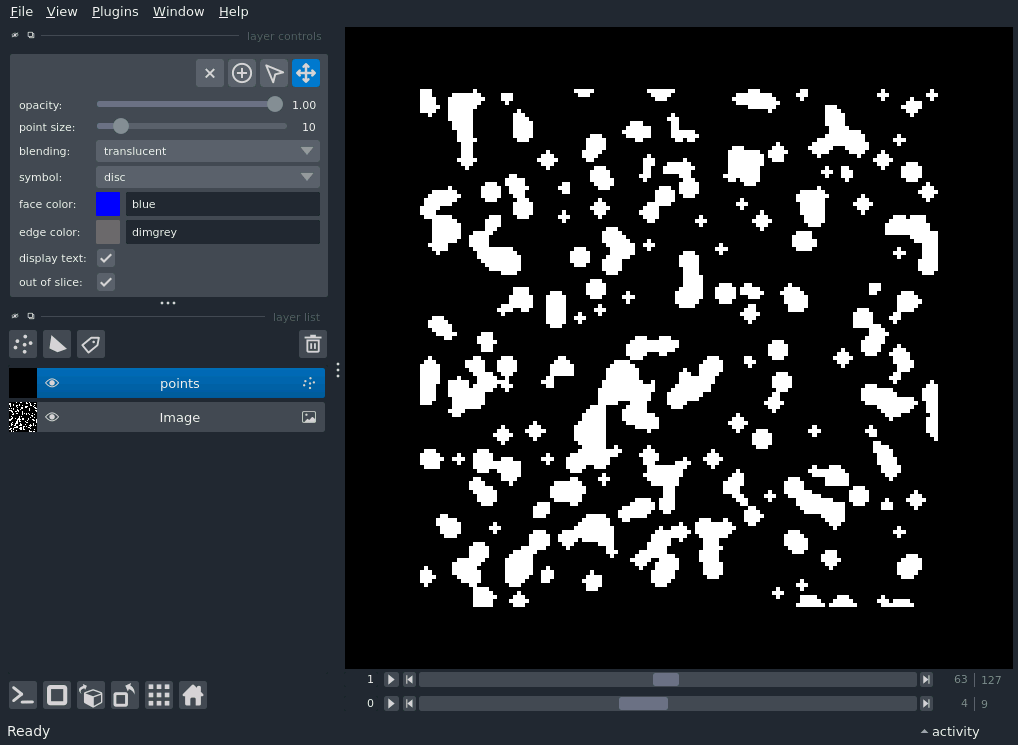 File View Plugins Window Help
layer controls
opacity: 1.00
point size: 10
blending: translucent
symbol: disc
face color: blue
edge color: dimgrey
display text:
out of slice:
layer list
points
Image
1 63 127
0 4 9
Ready activity